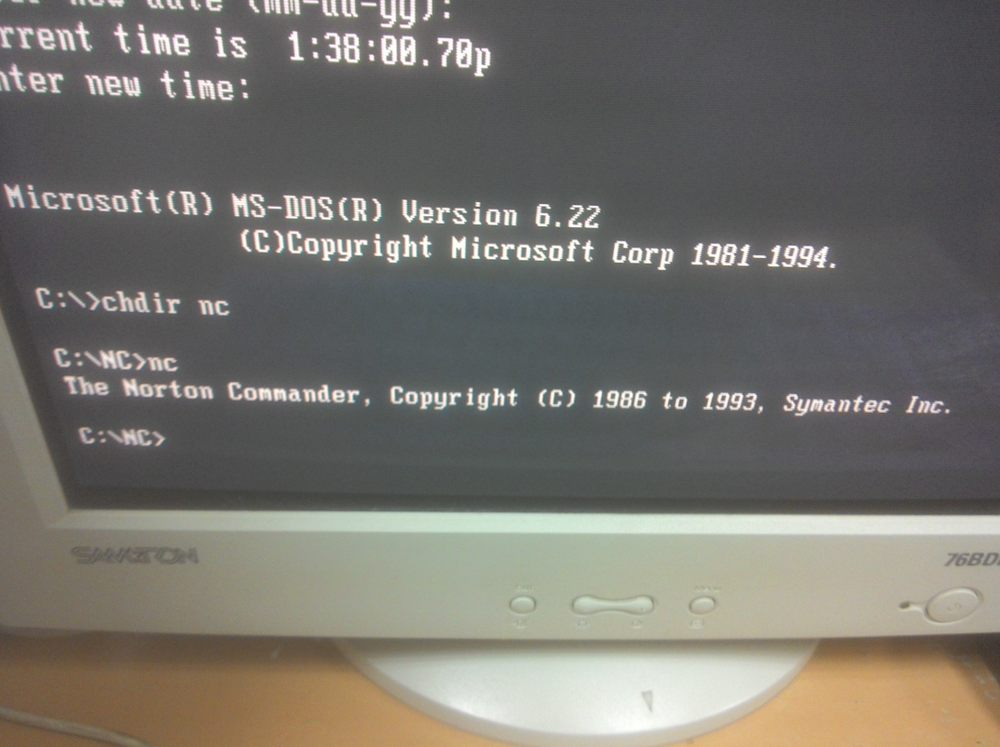 new date (mm-dd-yy):
rrent time is  1:38:00.70p
nter new time:
Microsoft(R) MS-DOS(R) Version 6.22
(C)Copyright Microsoft Corp 1981-1994.
C:\>chdir nc
C:\NC>nc
The Norton Commander, Copyright (C) 1986 to 1993, Symantec Inc.
C:\NC>
SAMTRON
76BD